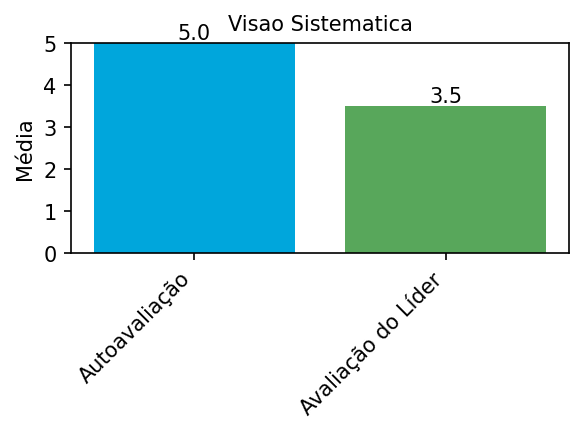 Visao Sistematica
5.0
3.5
Média
5
4
3
2
1
0
Autoavaliação
Avaliação do Líder